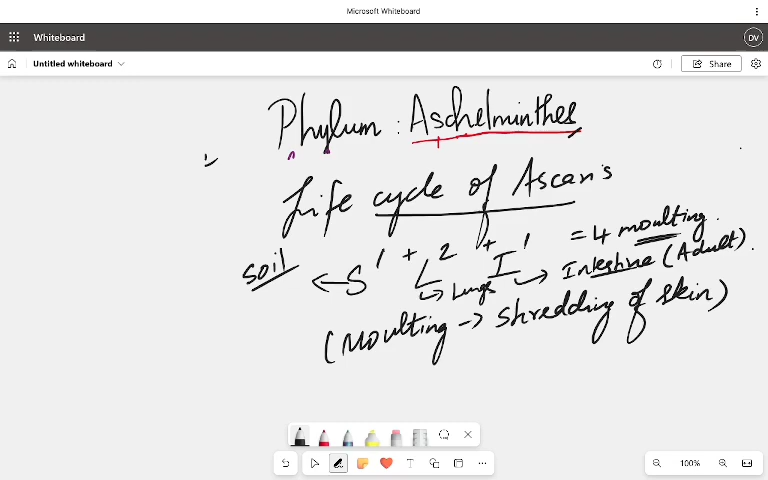 Microsoft Whiteboard
Whiteboard
DV
Untitled whiteboard
Share
Phylum : Aschelminthes
Life cycle of Ascaris
soil ← S¹ + L² + I¹ = 4 moulting.
↳ Lungs ↳ Intestine (Adult).
(Moulting → Shredding of skin)
T
100%